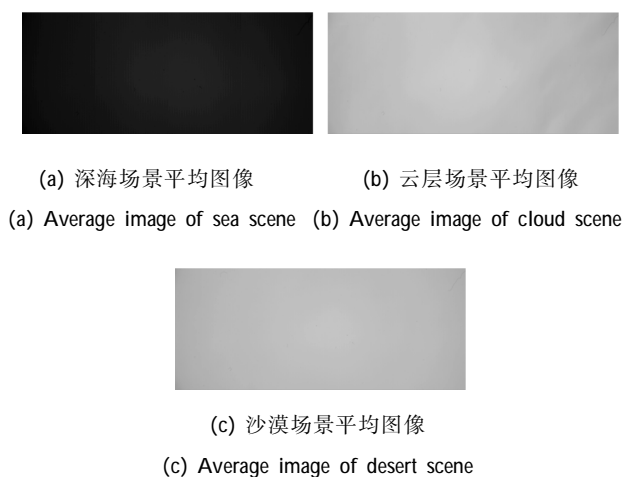 (a) 深海场景平均图像
(b) 云层场景平均图像
(a) Average image of sea scene
(b) Average image of cloud scene
(c) 沙漠场景平均图像
(c) Average image of desert scene